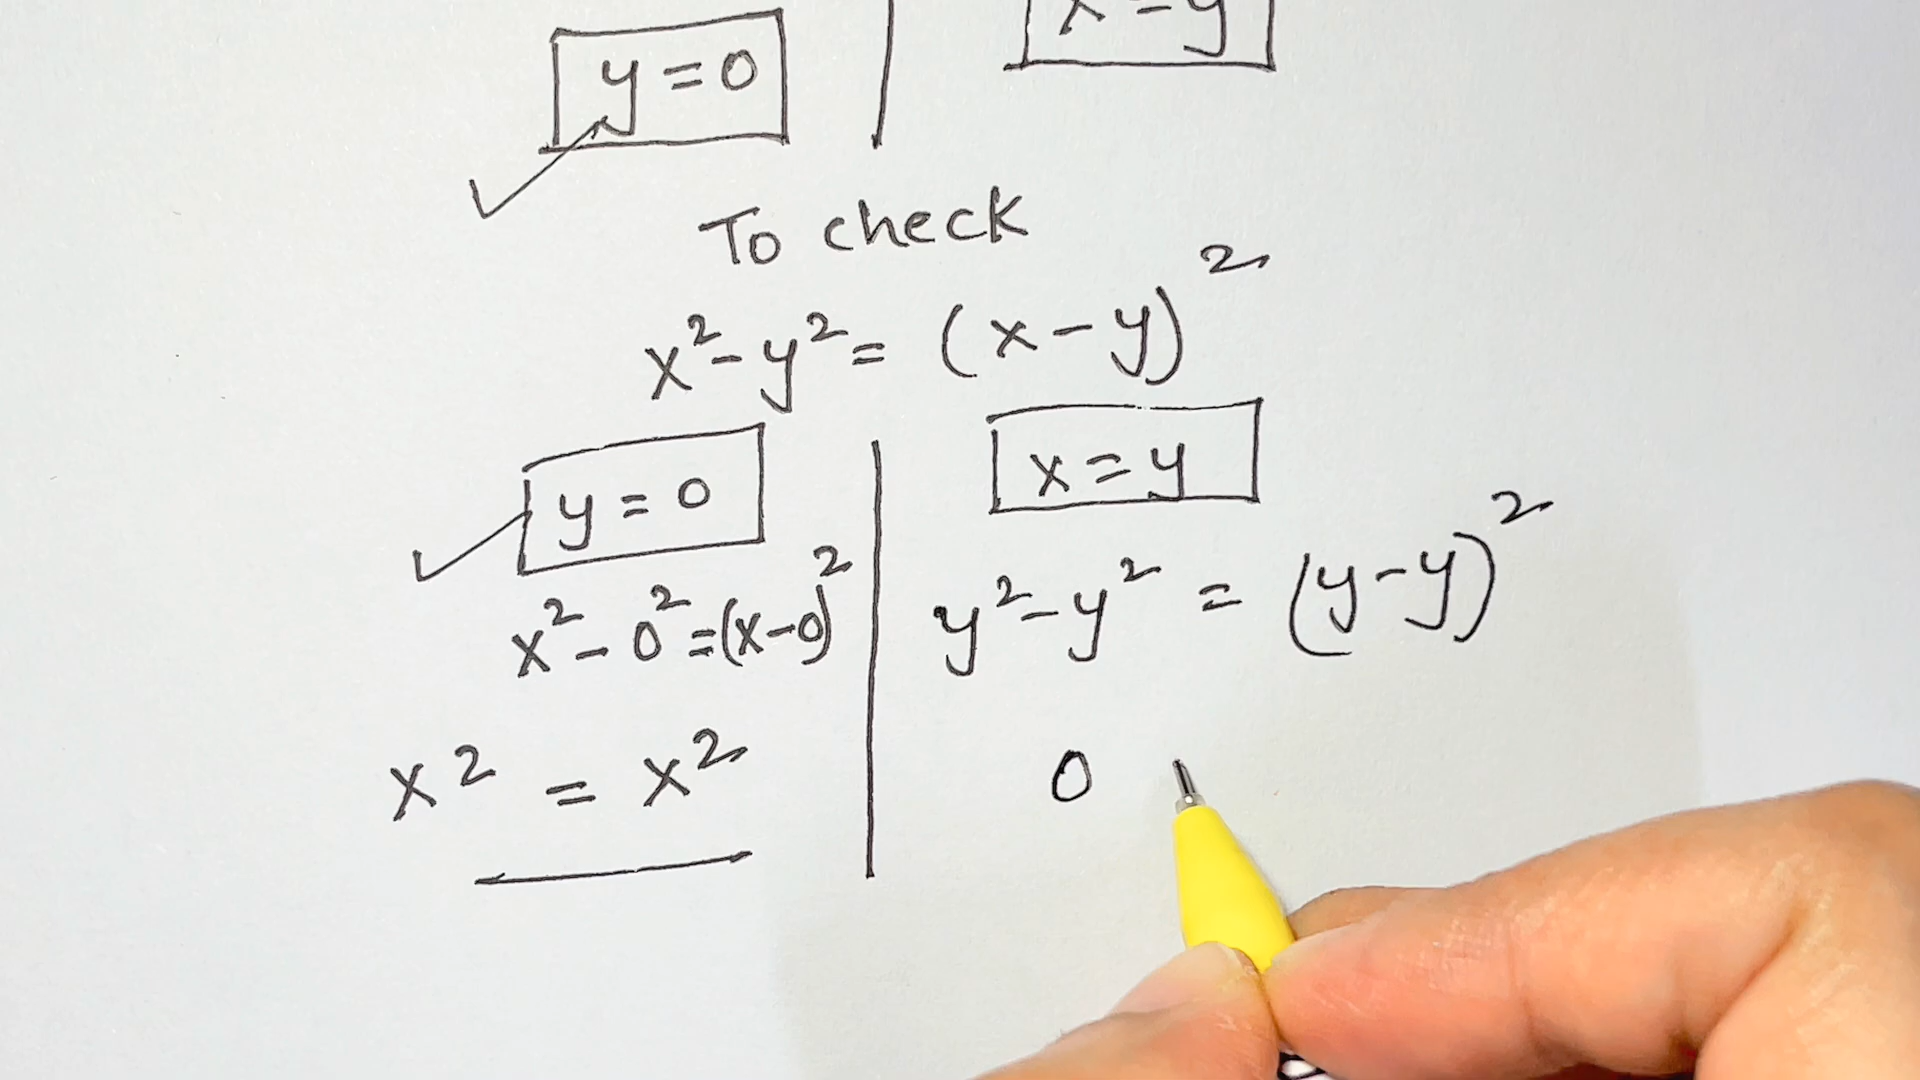 y = 0
x = y
To check
x² - y² = (x - y)²
y = 0
x = y
x² - 0² = (x - 0)²
y² - y² = (y - y)²
x² = x²
0